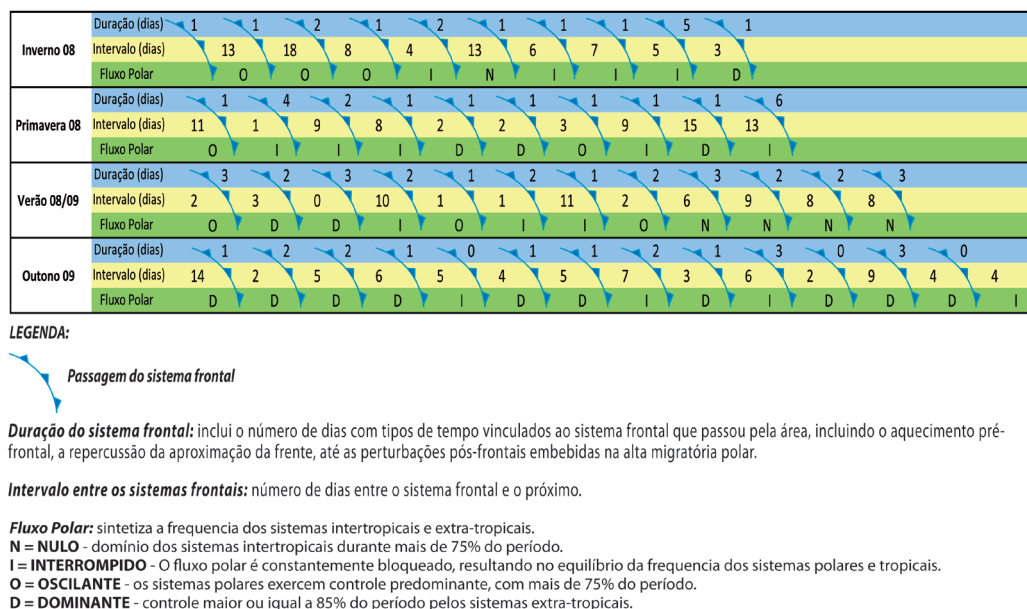 Duração (dias) 1 1 2 1 2 1 1 1 5 1
Inverno 08 Intervalo (dias) 13 18 8 4 13 6 7 5 3
Fluxo Polar O O O I N I I I D
Duração (dias) 1 4 2 1 1 1 1 1 1 6
Primavera 08 Intervalo (dias) 11 1 9 8 2 2 3 9 15 13
Fluxo Polar O I I I D D O I D I
Duração (dias) 3 2 3 2 1 2 1 2 3 2 2 3
Verão 08/09 Intervalo (dias) 2 3 0 10 1 1 11 2 6 9 8 8
Fluxo Polar O D D I O I I O N N N N
Duração (dias) 1 2 2 1 0 1 1 2 1 3 0 3 0
Outono 09 Intervalo (dias) 14 2 5 6 5 4 5 7 3 6 2 9 4 4
Fluxo Polar D D D D I D D I D I D D D I
LEGENDA:
Passagem do sistema frontal
Duração do sistema frontal: inclui o número de dias com tipos de tempo vinculados ao sistema frontal que passou pela área, incluindo o aquecimento pré-
frontal, a repercussão da aproximação da frente, até as perturbações pós-frontais embebidas na alta migratória polar.
Intervalo entre os sistemas frontais: número de dias entre o sistema frontal e o próximo.
Fluxo Polar: sintetiza a frequencia dos sistemas intertropicais e extra-tropicais.
N = NULO - domínio dos sistemas intertropicais durante mais de 75% do período.
I = INTERROMPIDO - O fluxo polar é constantemente bloqueado, resultando no equilíbrio da frequencia dos sistemas polares e tropicais.
O = OSCILANTE - os sistemas polares exercem controle predominante, com mais de 75% do período.
D = DOMINANTE - controle maior ou igual a 85% do período pelos sistemas extra-tropicais.